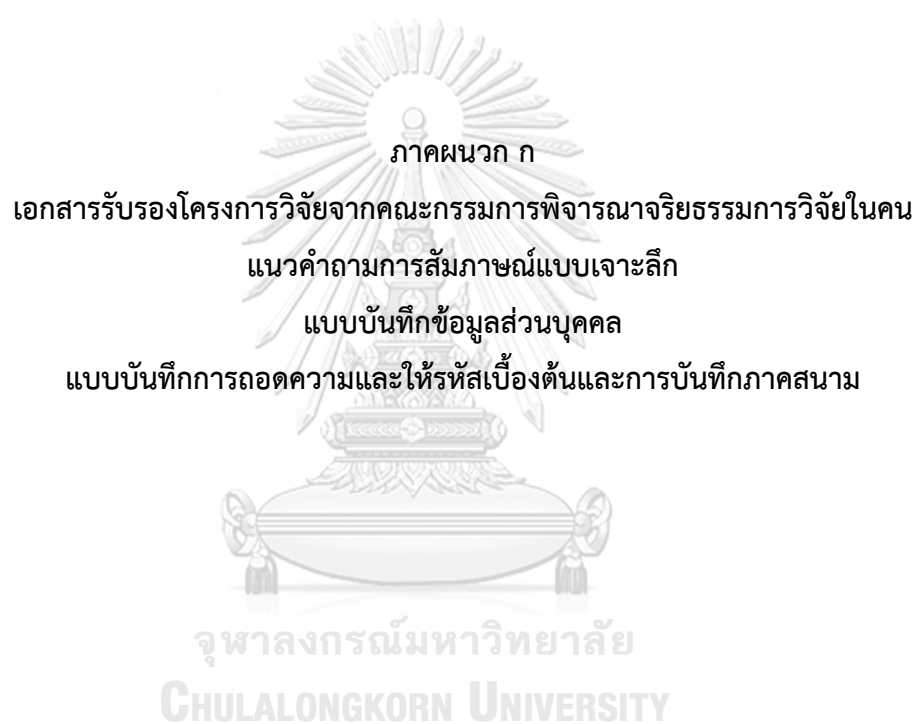 ภาคผนวก ก
เอกสารรับรองโครงการวิจัยจากคณะกรรมการพิจารณาจริยธรรมการวิจัยในคน
แนวคำถามการสัมภาษณ์แบบเจาะลึก
แบบบันทึกข้อมูลส่วนบุคคล
แบบบันทึกการถอดความและให้รหัสเบื้องต้นและการบันทึกภาคสนาม
จุฬาลงกรณ์มหาวิทยาลัย
CHULALONGKORN UNIVERSITY